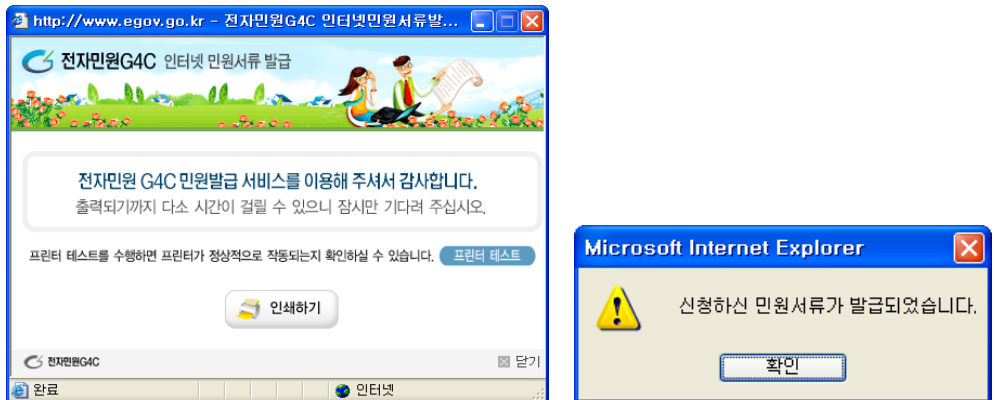 http://www.egov.go.kr - 전자민원G4C 인터넷민원서류발...
전자민원G4C 인터넷 민원서류 발급
전자민원 G4C 민원발급 서비스를 이용해 주셔서 감사합니다.
출력되기까지 다소 시간이 걸릴 수 있으니 잠시만 기다려 주십시오.
프린터 테스트를 수행하면 프린터가 정상적으로 작동되는지 확인하실 수 있습니다. 프린터 테스트
인쇄하기
전자민원G4C
닫기
완료
인터넷
Microsoft Internet Explorer
신청하신 민원서류가 발급되었습니다.
확인